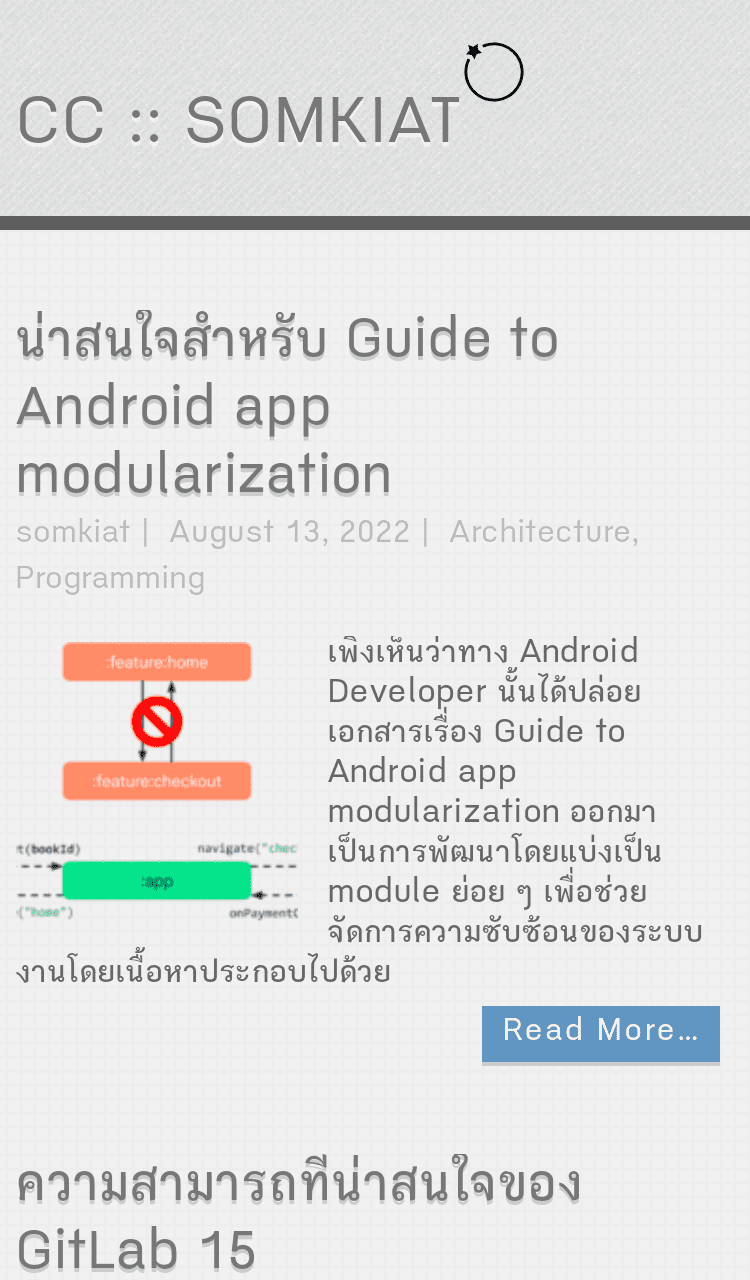 CC :: SOMKIAT
น่าสนใจสำหรับ Guide to
Android app
modularization
somkiat | August 13, 2022 | Architecture,
Programming
:feature:home
:feature:checkout
t(bookId)
navigate("chec
:app
("home")
onPaymentC
เพิงเห็นว่าทาง Android
Developer นั้นได้ปล่อย
เอกสารเรื่อง Guide to
Android app
modularization ออกมา
เป็นการพัฒนาโดยแบ่งเป็น
module ย่อย ๆ เพื่อช่วย
จัดการความซับซ้อนของระบบ
งานโดยเนื้อหาประกอบไปด้วย
Read More…
ความสามารถที่น่าสนใจของ
GitLab 15